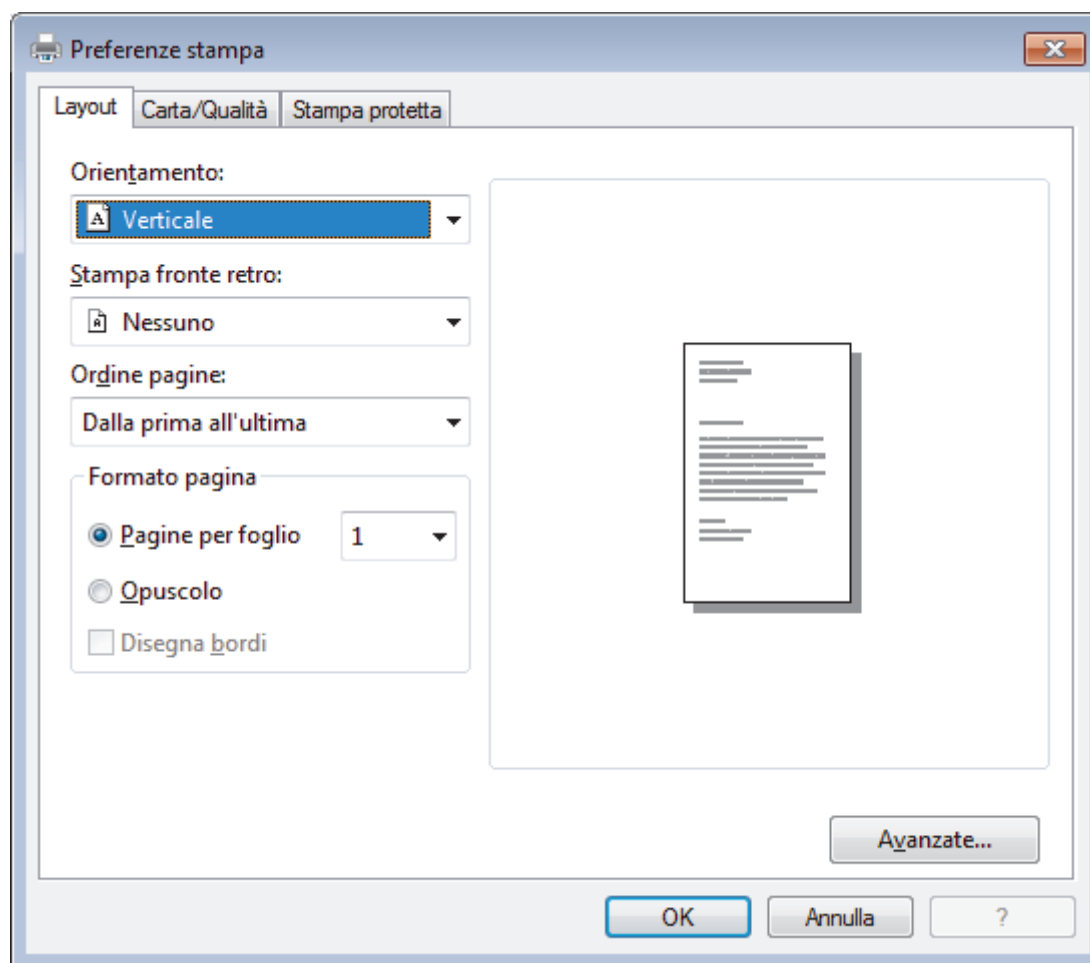 Preferenze stampa
Layout Carta/Qualità Stampa protetta
Orientamento:
A Verticale
Stampa fronte retro:
A Nessuno
Ordine pagine:
Dalla prima all'ultima
Formato pagina
Pagine per foglio 1
Opuscolo
Disegna bordi
Avanzate...
OK Annulla ?